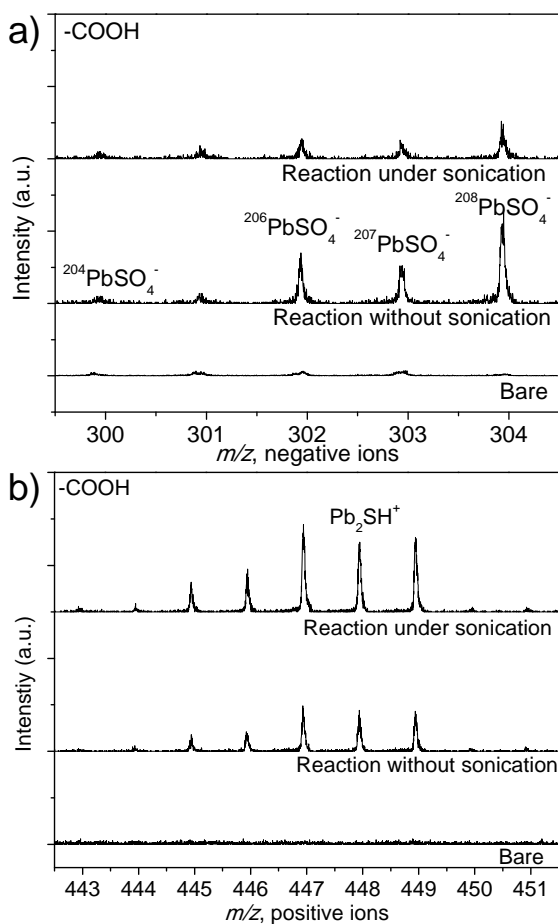 a)
-COOH
Reaction under sonication
²⁰⁴PbSO₄⁻ ²⁰⁶PbSO₄⁻ ²⁰⁷PbSO₄⁻ ²⁰⁸PbSO₄⁻
Reaction without sonication
Bare
Intensity (a.u.)
300 301 302 303 304
m/z, negative ions
b)
-COOH
Pb₂SH⁺
Reaction under sonication
Reaction without sonication
Bare
Intenstiy (a.u.)
443 444 445 446 447 448 449 450 451
m/z, positive ions